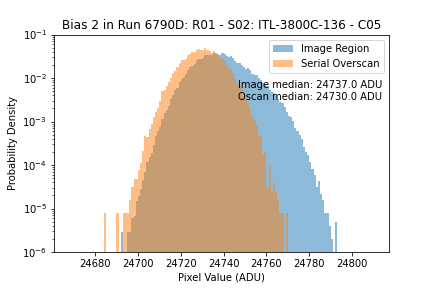 Bias 2 in Run 6790D: R01 - S02: ITL-3800C-136 - C05
Image Region
Serial Overscan
Image median: 24737.0 ADU
Oscan median: 24730.0 ADU
Probability Density
10⁻¹
10⁻²
10⁻³
10⁻⁴
10⁻⁵
10⁻⁶
24680 24700 24720 24740 24760 24780 24800
Pixel Value (ADU)